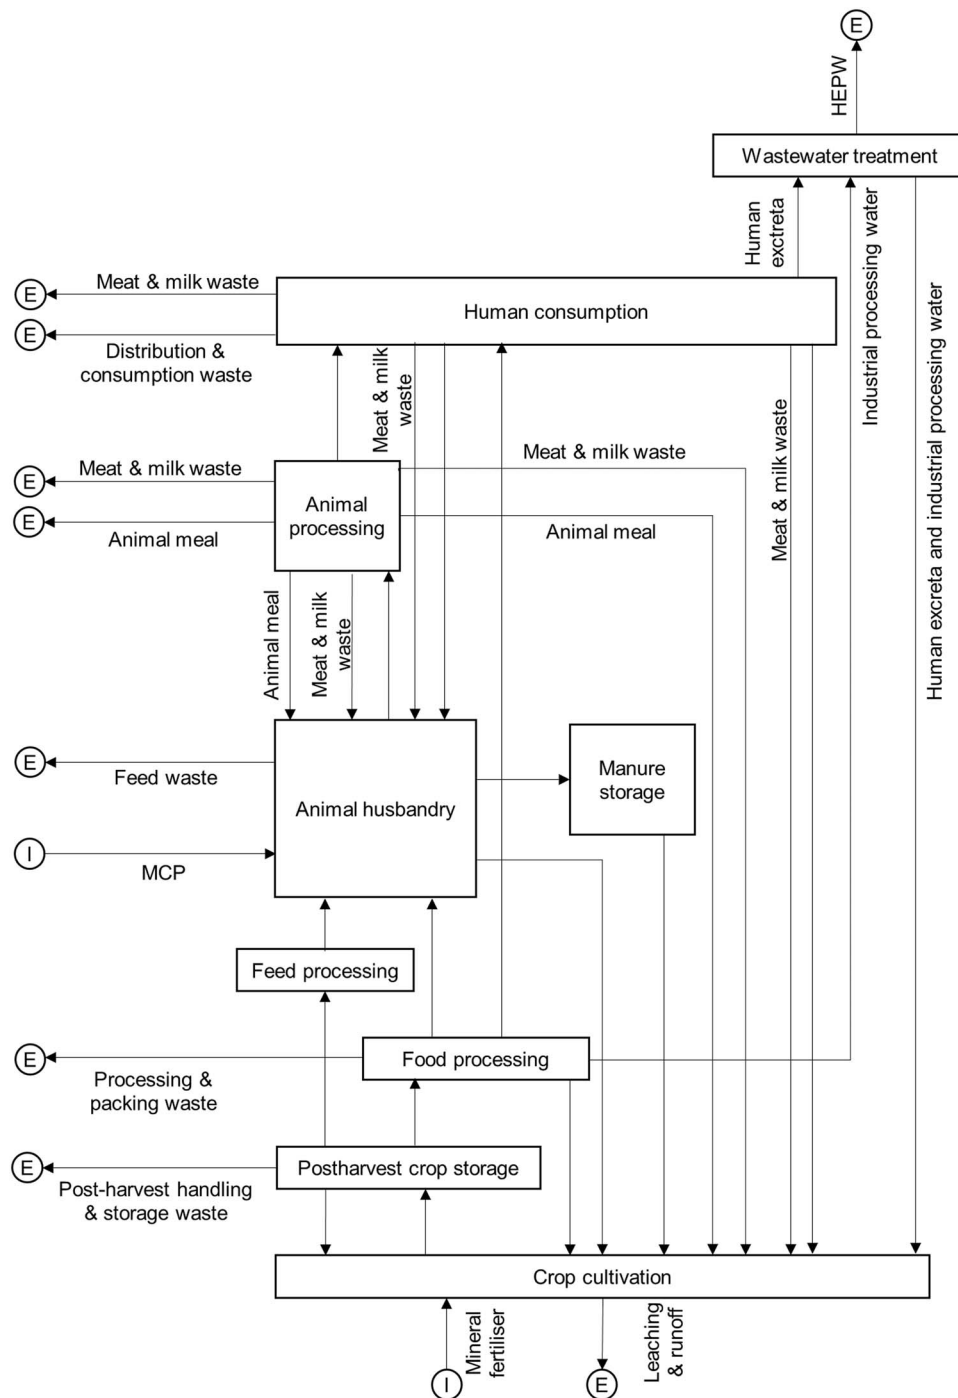 E
HEPW
Wastewater treatment
Human
exctreta
Industrial processing water
Human excreta and industrial processing water
E
Meat & milk waste
Human consumption
E
Distribution &
consumption waste
Meat & milk
waste
Meat & milk waste
Meat & milk waste
E
Meat & milk waste
Animal
processing
E
Animal meal
Animal meal
Animal meal
Meat & milk
waste
E
Feed waste
Manure
storage
Animal husbandry
I
MCP
Feed processing
E
Food processing
Processing &
packing waste
E
Postharvest crop storage
Post-harvest handling
& storage waste
Crop cultivation
Mineral
fertiliser
Leaching
& runoff
I
E